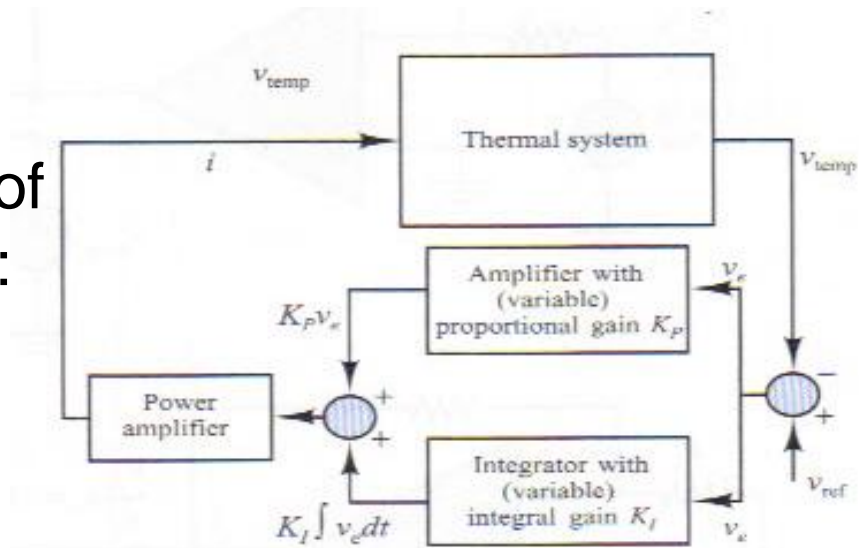 of
:
v_temp
i
Thermal system
v_temp
Amplifier with
(variable)
proportional gain K_P
v_e
K_P v_e
−
+
Power
amplifier
+
+
Integrator with
(variable)
integral gain K_I
v_ref
K_I ∫ v_e dt
v_e